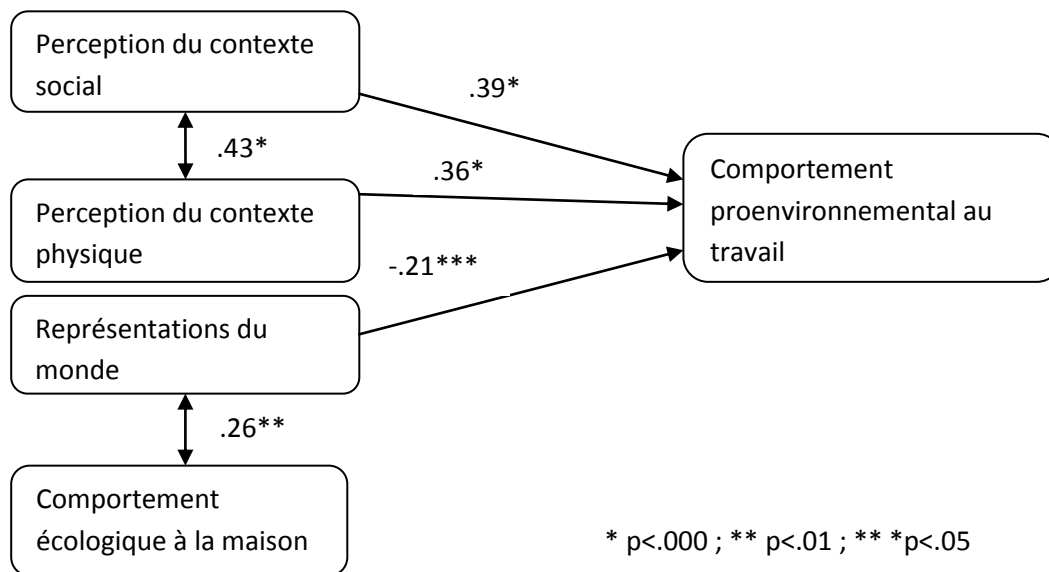 Perception du contexte
social
.39*
.43*
.36*
Perception du contexte
physique
Comportement
proenvironnemental au
travail
-.21***
Représentations du
monde
.26**
Comportement
écologique à la maison
* p<.000 ; ** p<.01 ; ** *p<.05